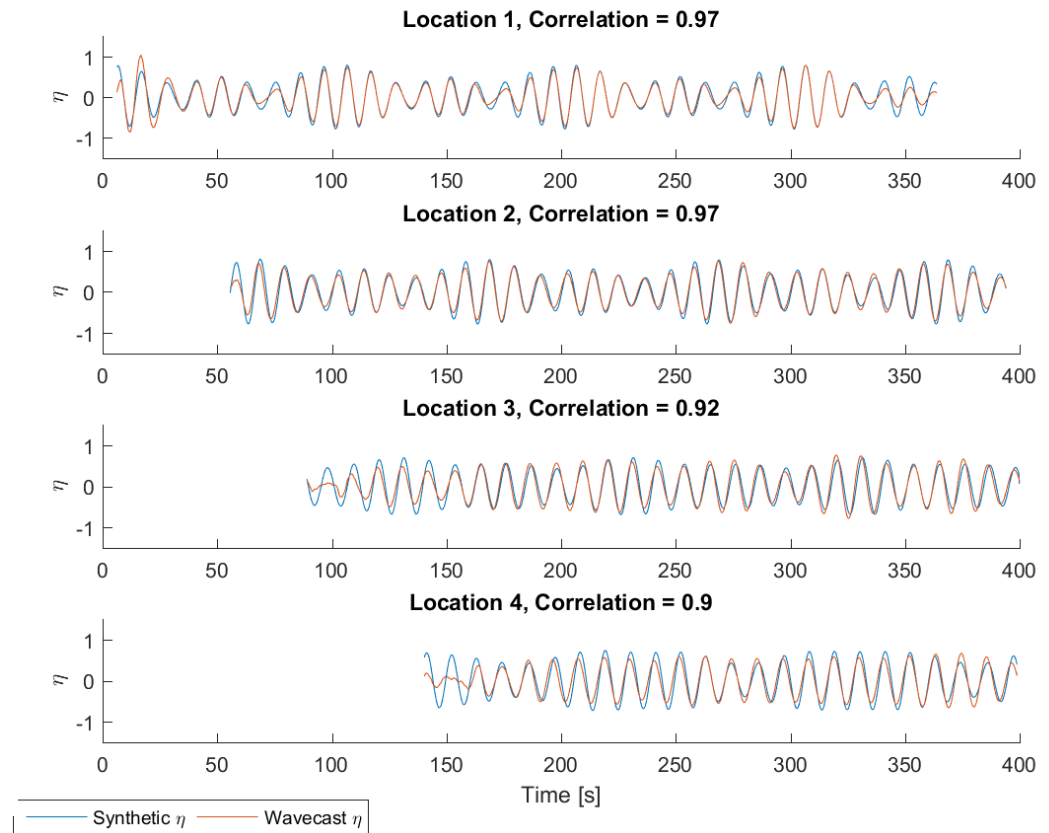 Location 1, Correlation = 0.97
1
0
-1
η
0 50 100 150 200 250 300 350 400
Location 2, Correlation = 0.97
1
0
-1
η
0 50 100 150 200 250 300 350 400
Location 3, Correlation = 0.92
1
0
-1
η
0 50 100 150 200 250 300 350 400
Location 4, Correlation = 0.9
1
0
-1
η
0 50 100 150 200 250 300 350 400
Time [s]
Synthetic η Wavecast η